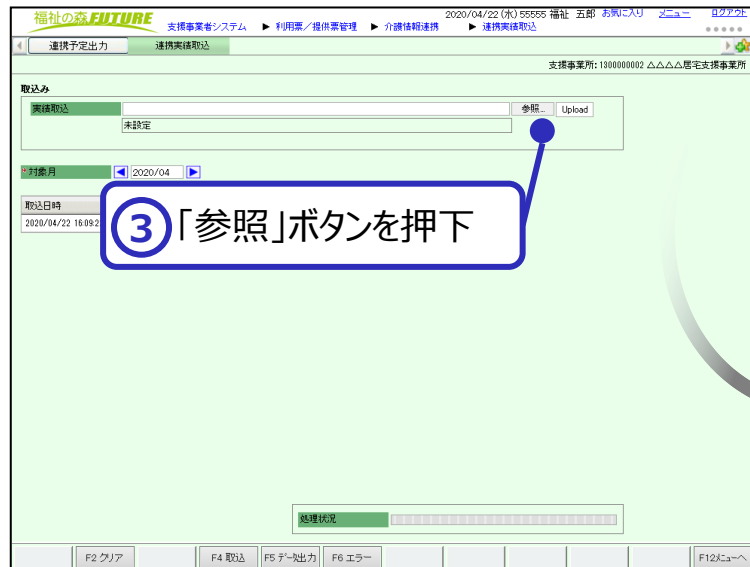 福祉の森FUTURE
2020/04/22 (水) 55555 福祉 五郎 お気に入り メニュー ログアウト
支援事業者システム ▶ 利用票/提供票管理 ▶ 介護情報連携 ▶ 連携実績取込
連携予定出力 連携実績取込
支援事業所: 1300000002 △△△△居宅支援事業所
取込み
実績取込 参照... Upload
未設定
*対象月 ◀ 2020/04 ▶
取込日時
2020/04/22 16:09:2
③「参照」ボタンを押下
処理状況
F2 クリア F4 取込 F5 データ出力 F6 エラー F12メニューへ